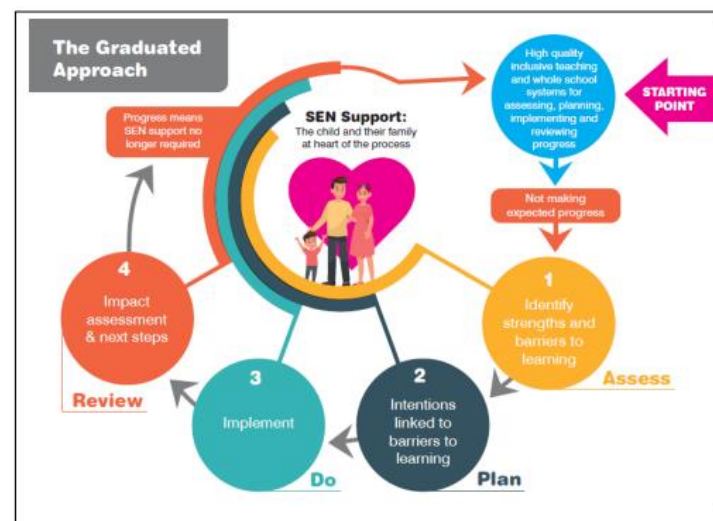 The Graduated
Approach
High quality
inclusive teaching
and whole school
systems for
assessing, planning,
implementing and
reviewing
progress
STARTING
POINT
Progress means
SEN support no
longer required
SEN Support:
The child and their family
at heart of the process
Not making
expected progress
1
Identify
strengths and
barriers to
learning
Assess
2
Intentions
linked to
barriers to
learning
Plan
3
Implement
Do
4
Impact
assessment
& next steps
Review